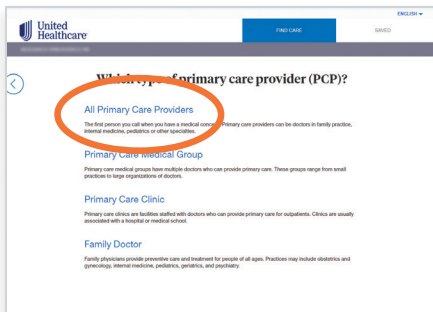 ENGLISH
United
Healthcare
FIND CARE
SAVED
Which type of primary care provider (PCP)?
All Primary Care Providers
The first person you call when you have a medical concern. Primary care providers can be doctors in family practice,
internal medicine, pediatrics or other specialties.
Primary Care Medical Group
Primary care medical groups have multiple doctors who can provide primary care. These groups range from small
practices to large organizations of doctors.
Primary Care Clinic
Primary care clinics are facilities staffed with doctors who can provide primary care for outpatients. Clinics are usually
associated with a hospital or medical school.
Family Doctor
Family physicians provide preventive care and treatment for people of all ages. Practices may include obstetrics and
gynecology, internal medicine, pediatrics, geriatrics, and psychiatry.